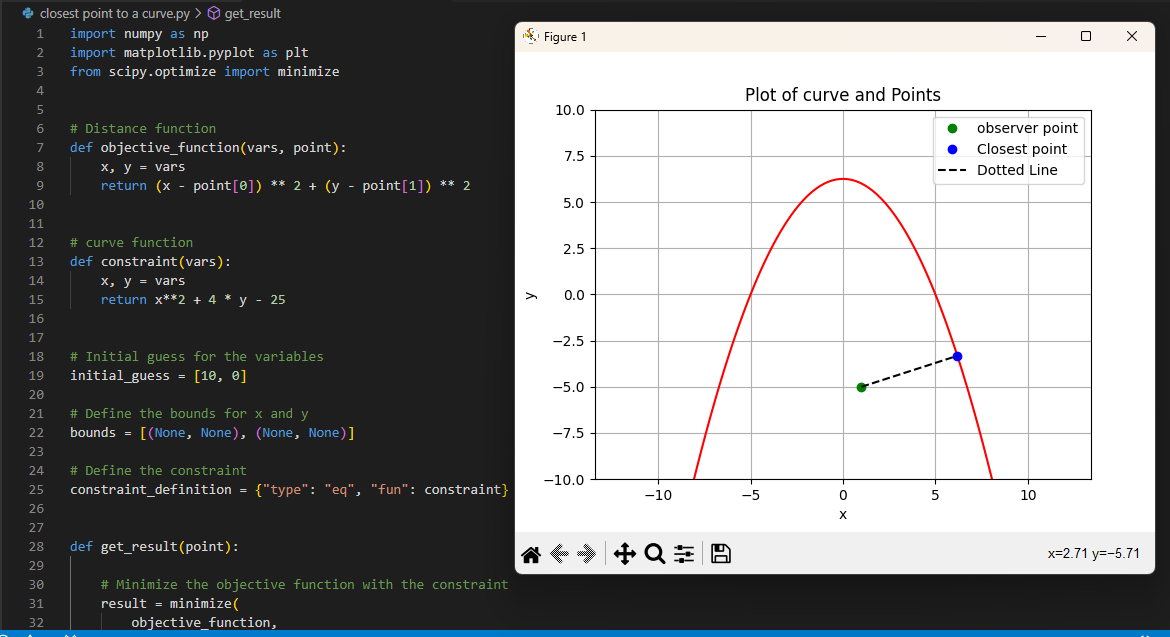 closest point to a curve.py > get_result
1 import numpy as np
2 import matplotlib.pyplot as plt
3 from scipy.optimize import minimize
4
5
6 # Distance function
7 def objective_function(vars, point):
8 x, y = vars
9 return (x - point[0]) ** 2 + (y - point[1]) ** 2
10
11
12 # curve function
13 def constraint(vars):
14 x, y = vars
15 return x**2 + 4 * y - 25
16
17
18 # Initial guess for the variables
19 initial_guess = [10, 0]
20
21 # Define the bounds for x and y
22 bounds = [(None, None), (None, None)]
23
24 # Define the constraint
25 constraint_definition = {"type": "eq", "fun": constraint}
26
27
28 def get_result(point):
29
30 # Minimize the objective function with the constraint
31 result = minimize(
32 objective_function,
Figure 1
Plot of curve and Points
observer point
Closest point
Dotted Line
10.0
7.5
5.0
2.5
0.0
−2.5
−5.0
−7.5
−10.0
y
−10 −5 0 5 10
x
x=2.71 y=−5.71